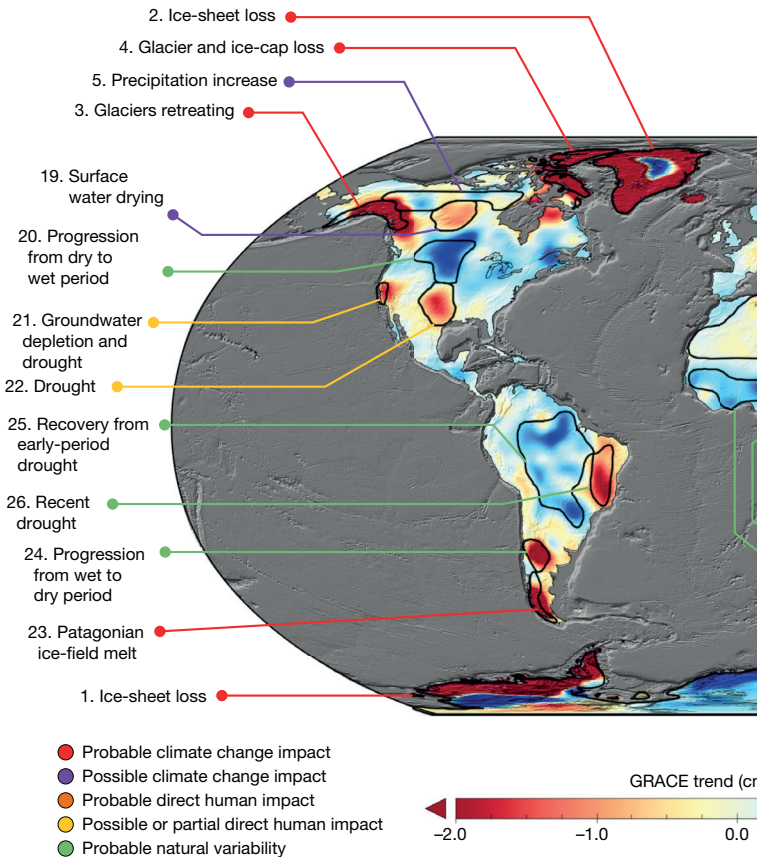 2. Ice-sheet loss
4. Glacier and ice-cap loss
5. Precipitation increase
3. Glaciers retreating
19. Surface
water drying
20. Progression
from dry to
wet period
21. Groundwater
depletion and
drought
22. Drought
25. Recovery from
early-period
drought
26. Recent
drought
24. Progression
from wet to
dry period
23. Patagonian
ice-field melt
1. Ice-sheet loss
Probable climate change impact
Possible climate change impact
Probable direct human impact
Possible or partial direct human impact
Probable natural variability
GRACE trend (cm
−2.0
−1.0
0.0